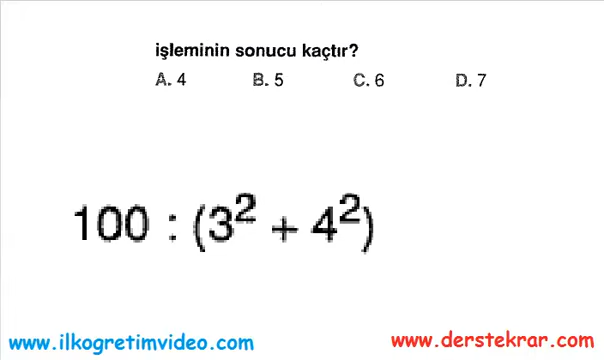 işleminin sonucu kaçtır?
A. 4 B. 5 C. 6 D. 7
100 : (3² + 4²)
www.ilkogretimvideo.com www.derstekrar.com